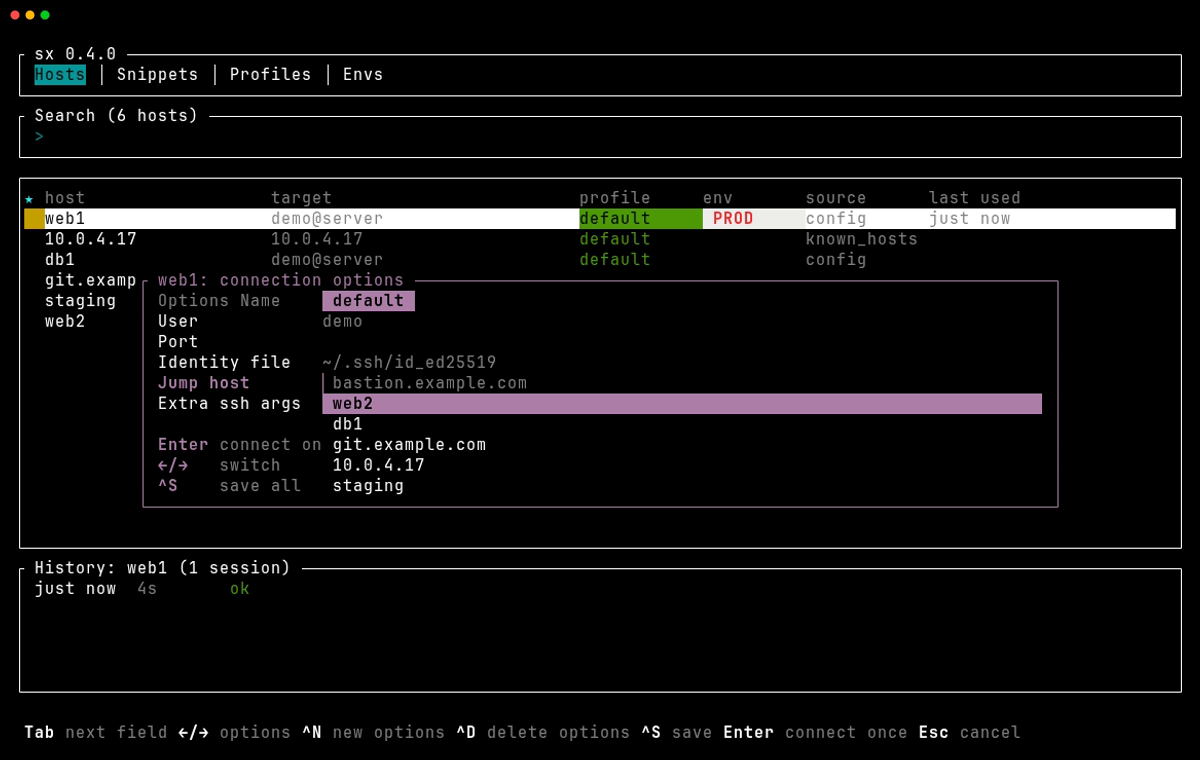 sx 0.4.0
Hosts │ Snippets │ Profiles │ Envs
Search (6 hosts)
>
★ host target profile env source last used
web1 demo@server default PROD config just now
10.0.4.17 10.0.4.17 default known_hosts
db1 demo@server default config
git.examp web1: connection options
staging Options Name default
web2 User demo
Port
Identity file ~/.ssh/id_ed25519
Jump host bastion.example.com
Extra ssh args web2
db1
Enter connect on git.example.com
←/→ switch 10.0.4.17
^S save all staging
History: web1 (1 session)
just now 4s ok
Tab next field ←/→ options ^N new options ^D delete options ^S save Enter connect once Esc cancel